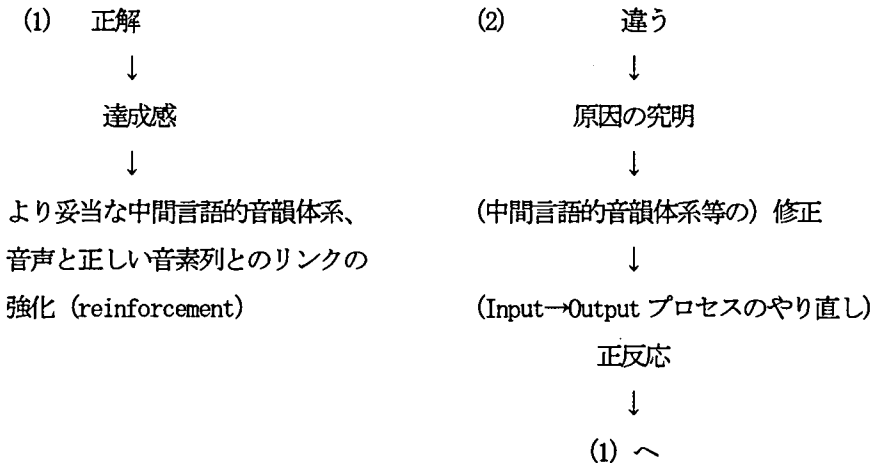 (1) 正解
↓
達成感
↓
より妥当な中間言語的音韻体系、
音声と正しい音素列とのリンクの
強化 (reinforcement)
(2) 違う
↓
原因の究明
↓
(中間言語的音韻体系等の) 修正
↓
(Input→Output プロセスのやり直し)
正反応
↓
(1) へ